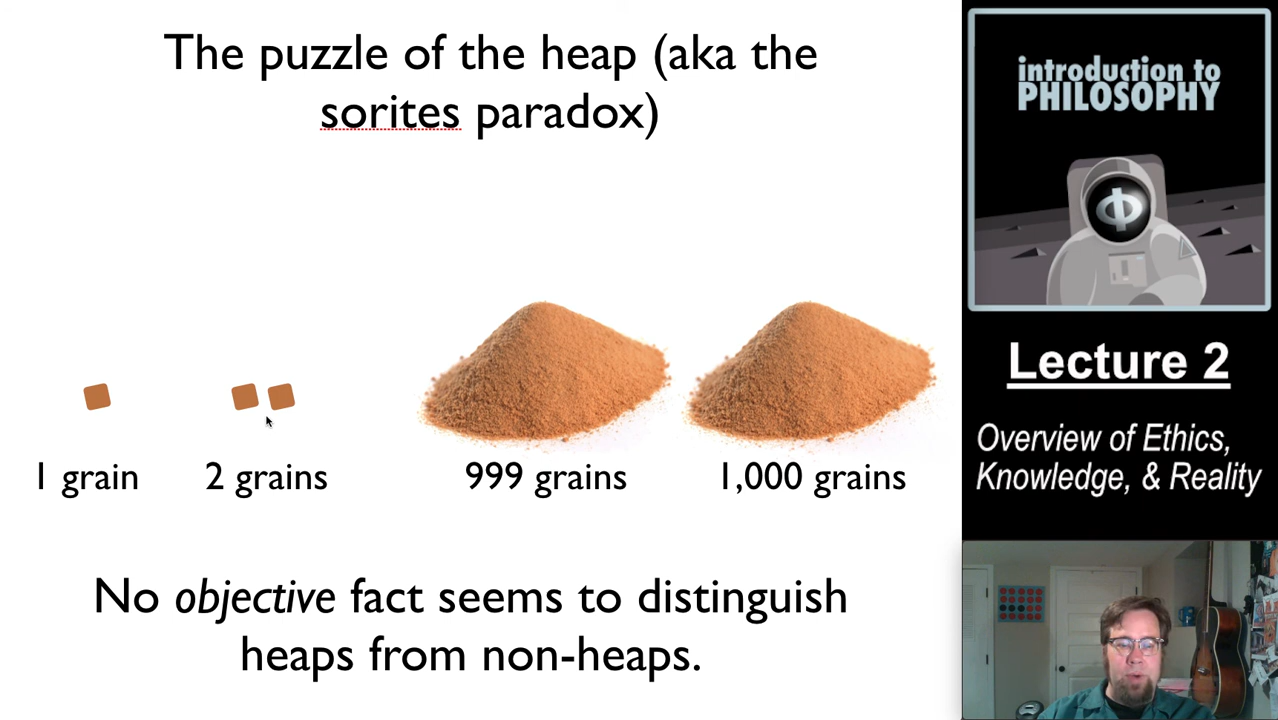 The puzzle of the heap (aka the
sorites paradox)
1 grain
2 grains
999 grains
1,000 grains
No objective fact seems to distinguish
heaps from non-heaps.
introduction to
PHILOSOPHY
Φ
Lecture 2
Overview of Ethics,
Knowledge, & Reality